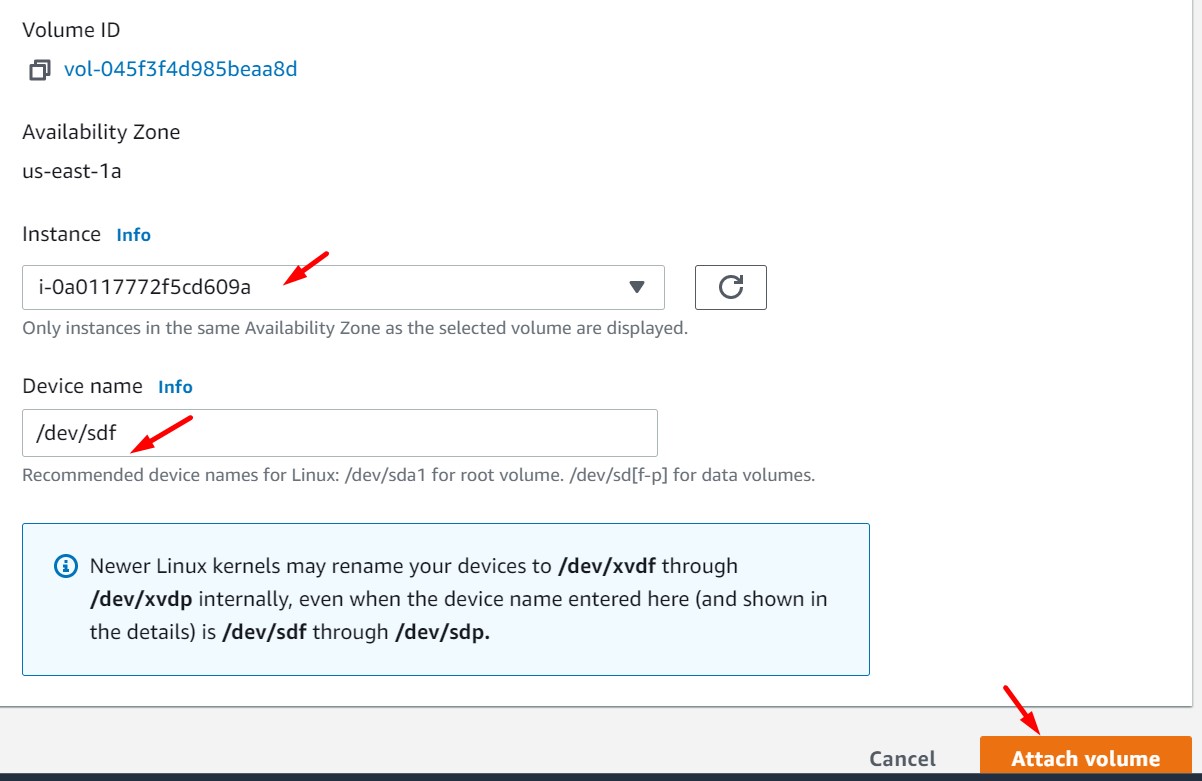 Volume ID
vol-045f3f4d985beaa8d
Availability Zone
us-east-1a
Instance Info
i-0a0117772f5cd609a
Only instances in the same Availability Zone as the selected volume are displayed.
Device name Info
/dev/sdf
Recommended device names for Linux: /dev/sda1 for root volume. /dev/sd[f-p] for data volumes.
Newer Linux kernels may rename your devices to /dev/xvdf through
/dev/xvdp internally, even when the device name entered here (and shown in
the details) is /dev/sdf through /dev/sdp.
Cancel Attach volume